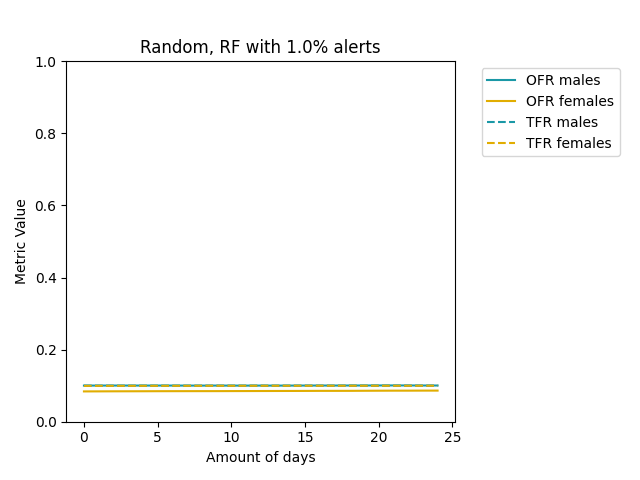 Random, RF with 1.0% alerts
1.0
0.8
0.6
0.4
0.2
0.0
Metric Value
0
5
10
15
20
25
Amount of days
OFR males
OFR females
TFR males
TFR females